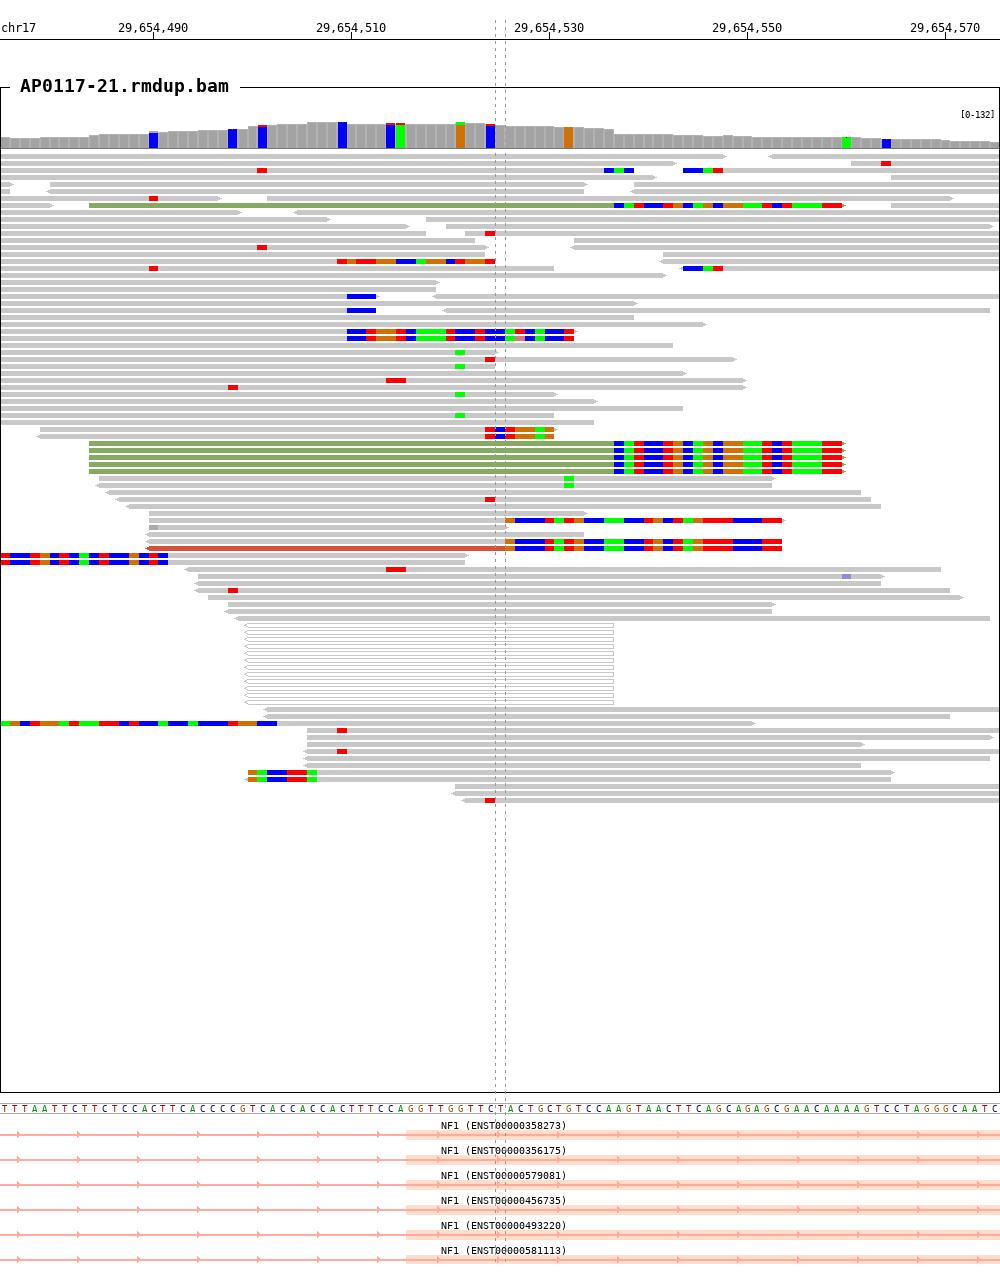 chr17 29,654,490 29,654,510 29,654,530 29,654,550 29,654,570
AP0117-21.rmdup.bam
[0-132]
TTTAATTCTTCTCCACTTCACCCCGTCACCACCACTTTCCAGGTTGGTTCTACTGCTGTCCAAGTAACTTCAGCAGAGCGAACAAAAGTCCTAGGGCAATC
NF1 (ENST00000358273)
NF1 (ENST00000356175)
NF1 (ENST00000579081)
NF1 (ENST00000456735)
NF1 (ENST00000493220)
NF1 (ENST00000581113)